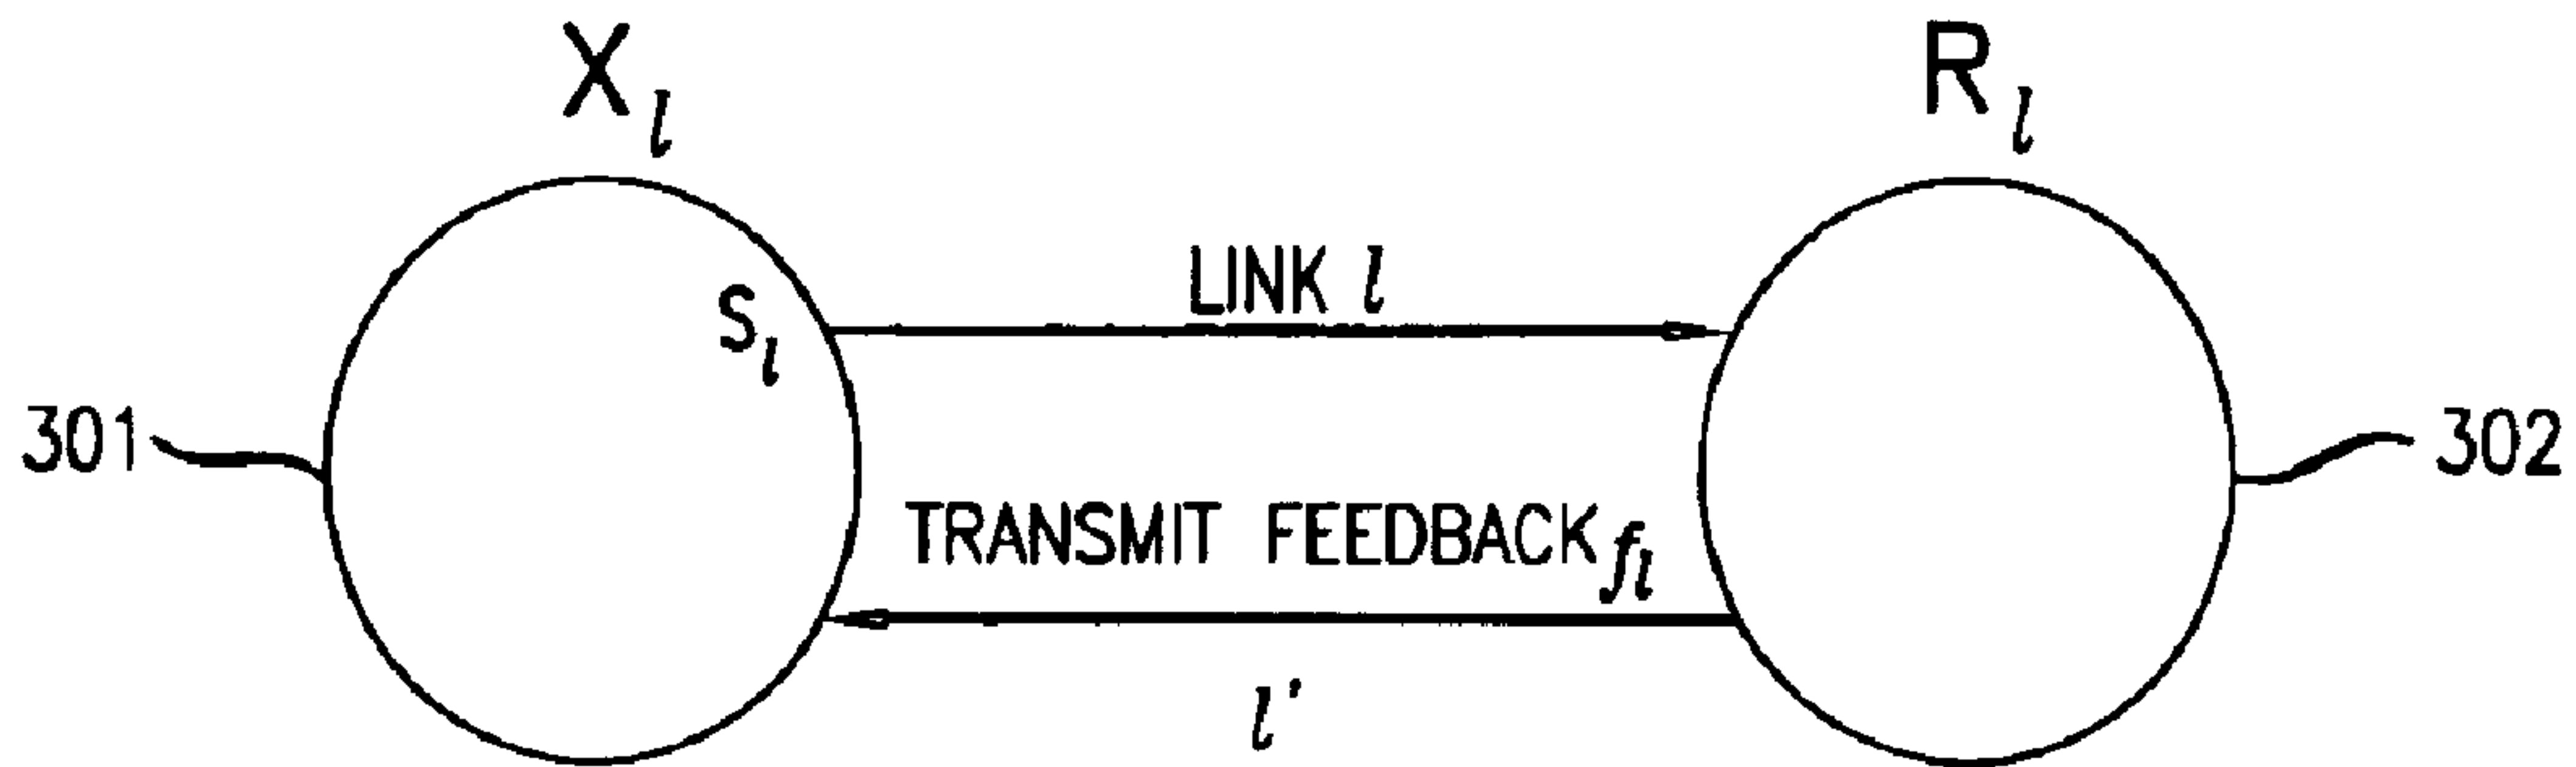 X_l
R_l
LINK l
S_l
301
302
TRANSMIT FEEDBACK f_l
l'